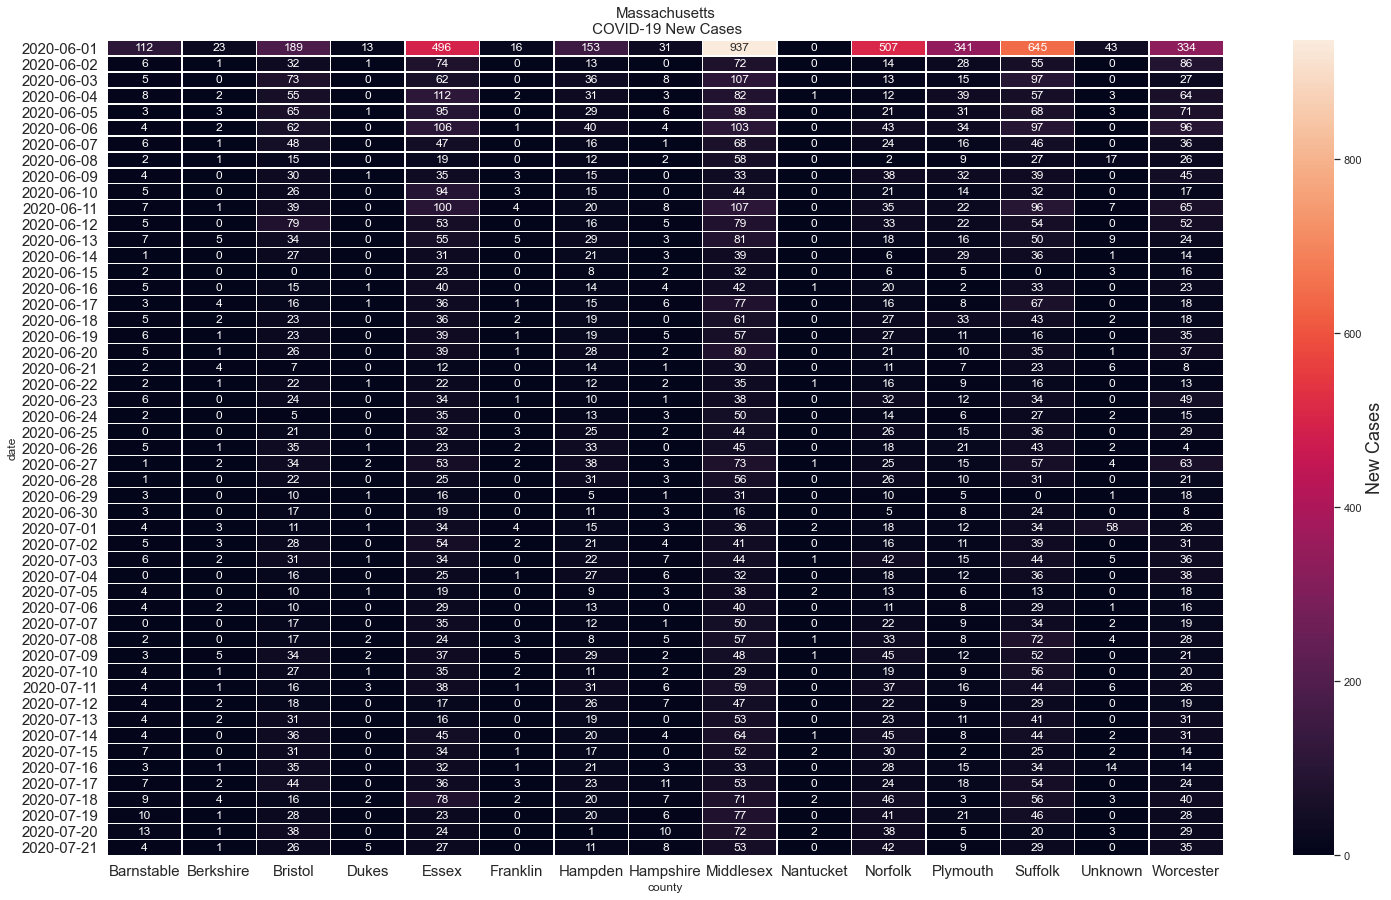 Massachusetts
COVID-19 New Cases
2020-06-01 112 23 189 13 496 16 153 31 937 0 507 341 645 43 334
2020-06-02 6 1 32 1 74 0 13 0 72 0 14 28 55 0 86
2020-06-03 5 0 73 0 62 0 36 8 107 0 13 15 97 0 27
2020-06-04 8 2 55 0 112 2 31 3 82 1 12 39 57 3 64
2020-06-05 3 3 65 1 95 0 29 6 98 0 21 31 68 3 71
2020-06-06 4 2 62 0 106 1 40 4 103 0 43 34 97 0 96
2020-06-07 6 1 48 0 47 0 16 1 68 0 24 16 46 0 36
2020-06-08 2 1 15 0 19 0 12 2 58 0 2 9 27 17 26
2020-06-09 4 0 30 1 35 3 15 0 33 0 38 32 39 0 45
2020-06-10 5 0 26 0 94 3 15 0 44 0 21 14 32 0 17
2020-06-11 7 1 39 0 100 4 20 8 107 0 35 22 96 7 65
2020-06-12 5 0 79 0 53 0 16 5 79 0 33 22 54 0 52
2020-06-13 7 5 34 0 55 5 29 3 81 0 18 16 50 9 24
2020-06-14 1 0 27 0 31 0 21 3 39 0 6 29 36 1 14
2020-06-15 2 0 0 0 23 0 8 2 32 0 6 5 0 3 16
2020-06-16 5 0 15 1 40 0 14 4 42 1 20 2 33 0 23
2020-06-17 3 4 16 1 36 1 15 6 77 0 16 8 67 0 18
2020-06-18 5 2 23 0 36 2 19 0 61 0 27 33 43 2 18
2020-06-19 6 1 23 0 39 1 19 5 57 0 27 11 16 0 35
2020-06-20 5 1 26 0 39 1 28 2 80 0 21 10 35 1 37
2020-06-21 2 4 7 0 12 0 14 1 30 0 11 7 23 6 8
2020-06-22 2 1 22 1 22 0 12 2 35 1 16 9 16 0 13
2020-06-23 6 0 24 0 34 1 10 1 38 0 32 12 34 0 49
2020-06-24 2 0 5 0 35 0 13 3 50 0 14 6 27 2 15
2020-06-25 0 0 21 0 32 3 25 2 44 0 26 15 36 0 29
2020-06-26 5 1 35 1 23 2 33 0 45 0 18 21 43 2 4
2020-06-27 1 2 34 2 53 2 38 3 73 1 25 15 57 4 63
2020-06-28 1 0 22 0 25 0 31 3 56 0 26 10 31 0 21
2020-06-29 3 0 10 1 16 0 5 1 31 0 10 5 0 1 18
2020-06-30 3 0 17 0 19 0 11 3 16 0 5 8 24 0 8
2020-07-01 4 3 11 1 34 4 15 3 36 2 18 12 34 58 26
2020-07-02 5 3 28 0 54 2 21 4 41 0 16 11 39 0 31
2020-07-03 6 2 31 1 34 0 22 7 44 1 42 15 44 5 36
2020-07-04 0 0 16 0 25 1 27 6 32 0 18 12 36 0 38
2020-07-05 4 0 10 1 19 0 9 3 38 2 13 6 13 0 18
2020-07-06 4 2 10 0 29 0 13 0 40 0 11 8 29 1 16
2020-07-07 0 0 17 0 35 0 12 1 50 0 22 9 34 2 19
2020-07-08 2 0 17 2 24 3 8 5 57 1 33 8 72 4 28
2020-07-09 3 5 34 2 37 5 29 2 48 1 45 12 52 0 21
2020-07-10 4 1 27 1 35 2 11 2 29 0 19 9 56 0 20
2020-07-11 4 1 16 3 38 1 31 6 59 0 37 16 44 6 26
2020-07-12 4 2 18 0 17 0 26 7 47 0 22 9 29 0 19
2020-07-13 4 2 31 0 16 0 19 0 53 0 23 11 41 0 31
2020-07-14 4 0 36 0 45 0 20 4 64 1 45 8 44 2 31
2020-07-15 7 0 31 0 34 1 17 0 52 2 30 2 25 2 14
2020-07-16 3 1 35 0 32 1 21 3 33 0 28 15 34 14 14
2020-07-17 7 2 44 0 36 3 23 11 53 0 24 18 54 0 24
2020-07-18 9 4 16 2 78 2 20 7 71 2 46 3 56 3 40
2020-07-19 10 1 28 0 23 0 20 6 77 0 41 21 46 0 28
2020-07-20 13 1 38 0 24 0 1 10 72 2 38 5 20 3 29
2020-07-21 4 1 26 5 27 0 11 8 53 0 42 9 29 0 35
Barnstable Berkshire Bristol Dukes Essex Franklin Hampden Hampshire Middlesex Nantucket Norfolk Plymouth Suffolk Unknown Worcester
county
date
800
600
400
200
0
New Cases